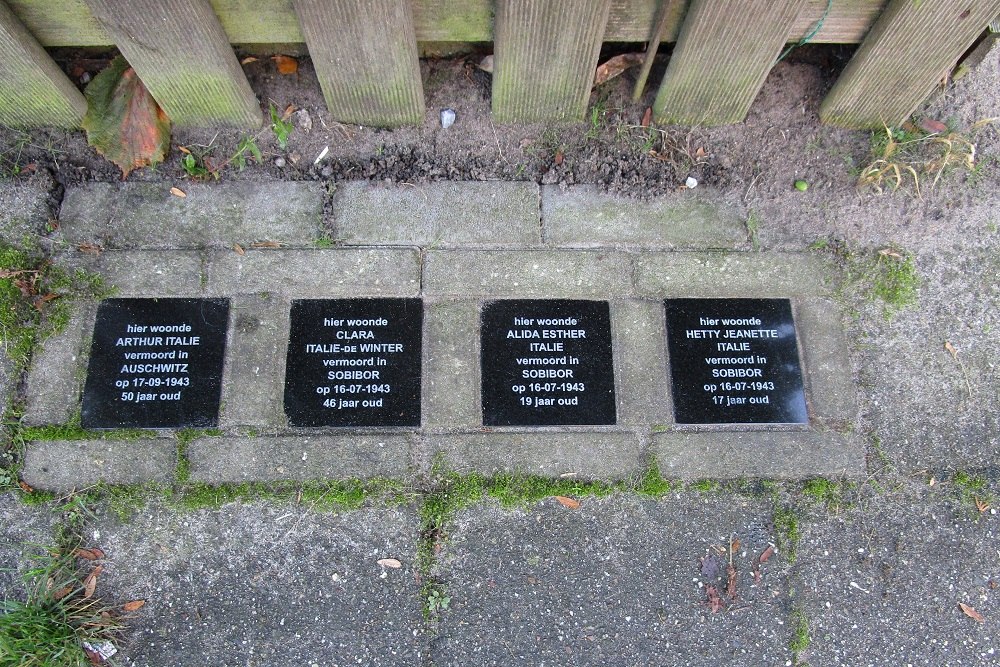 hier woonde
ARTHUR ITALIE
vermoord in
AUSCHWITZ
op 17-09-1943
50 jaar oud
hier woonde
CLARA
ITALIE-DE WINTER
vermoord in
SOBIBOR
op 16-07-1943
46 jaar oud
hier woonde
ALIDA ESTHER
ITALIE
vermoord in
SOBIBOR
op 16-07-1943
19 jaar oud
hier woonde
HETTY JEANETTE
ITALIE
vermoord in
SOBIBOR
op 16-07-1943
17 jaar oud